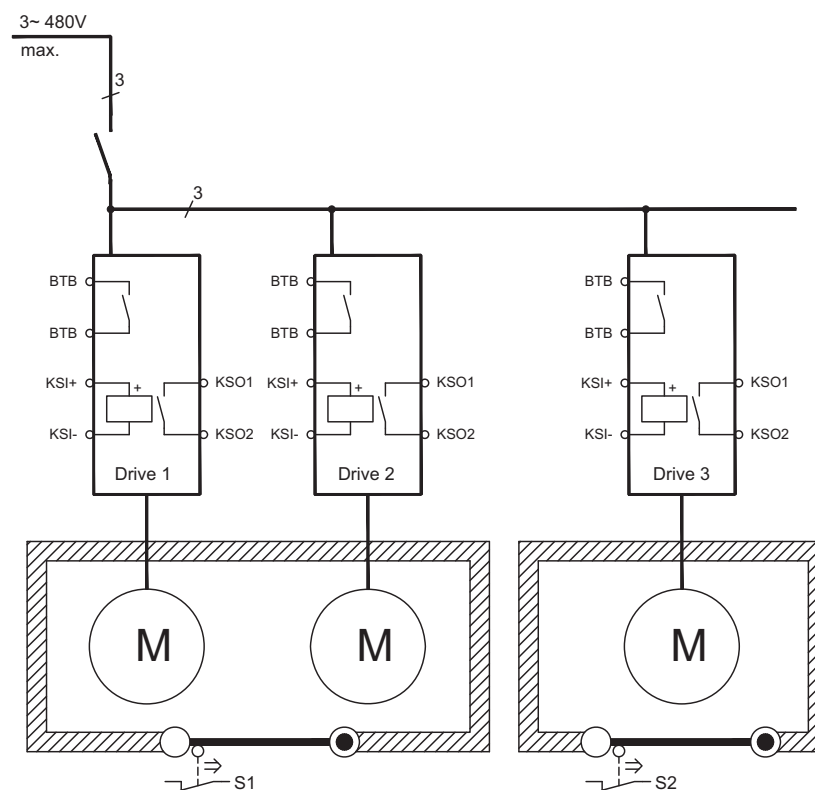 3~ 480V
max.
3
3
BTB
BTB
KSI+
KSI-
+
KSO1
KSO2
Drive 1
BTB
BTB
KSI+
KSI-
+
KSO1
KSO2
Drive 2
BTB
BTB
KSI+
KSI-
+
KSO1
KSO2
Drive 3
M
M
M
S1
S2